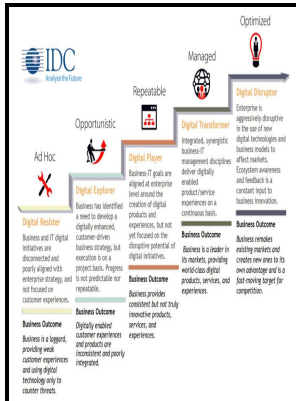 IDC
Analyze the Future
Ad Hoc
Digital Resister
Business and IT digital
initiatives are
disconnected and
poorly aligned with
enterprise strategy, and
not focused on
customer experiences.
Business Outcome
Business is a laggard,
providing weak
customer experiences
and using digital
technology only to
counter threats.
Opportunistic
Digital Explorer
Business has identified
a need to develop a
digitally enhanced,
customer-driven
business strategy, but
execution is on a
project basis. Progress
is not predictable nor
repeatable.
Business Outcome
Digitally enabled
customer experiences
and products are
inconsistent and poorly
integrated.
Repeatable
Digital Player
Business-IT goals are
aligned at enterprise
level around the
creation of digital
products and
experiences, but not
yet focused on the
disruptive potential of
digital initiatives.
Business Outcome
Business provides
consistent but not truly
innovative products,
services, and
experiences.
Managed
Digital Transformer
Integrated, synergistic
business-IT
management disciplines
deliver digitally
enabled
product/service
experiences on a
continuous basis.
Business Outcome
Business is a leader in
its markets, providing
world-class digital
products, services, and
experiences.
Optimized
Digital Disruptor
Enterprise is
aggressively disruptive
in the use of new
digital technologies and
business models to
affect markets.
Ecosystem awareness
and feedback is a
constant input to
business innovation.
Business Outcome
Business remakes
existing markets and
creates new ones to its
own advantage and is a
fast-moving target for
competition.